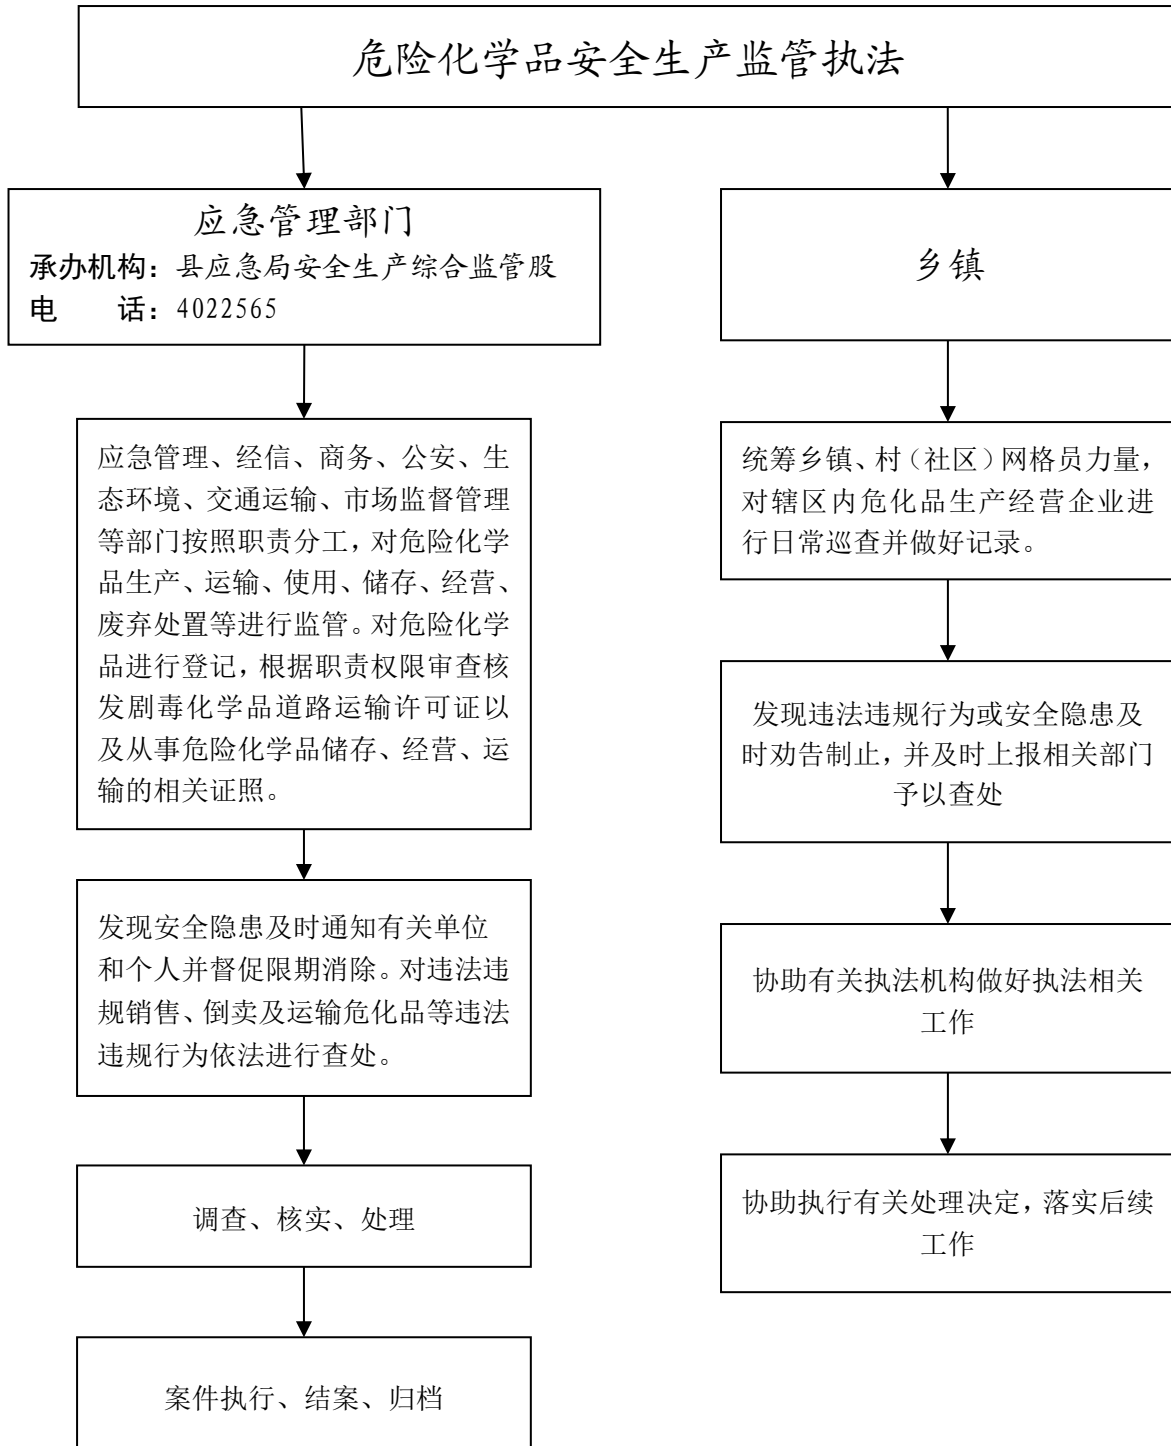 危险化学品安全生产监管执法
应急管理部门
承办机构：县应急局安全生产综合监管股
电　　话：4022565
应急管理、经信、商务、公安、生
态环境、交通运输、市场监督管理
等部门按照职责分工，对危险化学
品生产、运输、使用、储存、经营、
废弃处置等进行监管。对危险化学
品进行登记，根据职责权限审查核
发剧毒化学品道路运输许可证以
及从事危险化学品储存、经营、运
输的相关证照。
发现安全隐患及时通知有关单位
和个人并督促限期消除。对违法违
规销售、倒卖及运输危化品等违法
违规行为依法进行查处。
调查、核实、处理
案件执行、结案、归档
乡镇
统筹乡镇、村（社区）网格员力量，
对辖区内危化品生产经营企业进
行日常巡查并做好记录。
发现违法违规行为或安全隐患及
时劝告制止，并及时上报相关部门
予以查处
协助有关执法机构做好执法相关
工作
协助执行有关处理决定，落实后续
工作